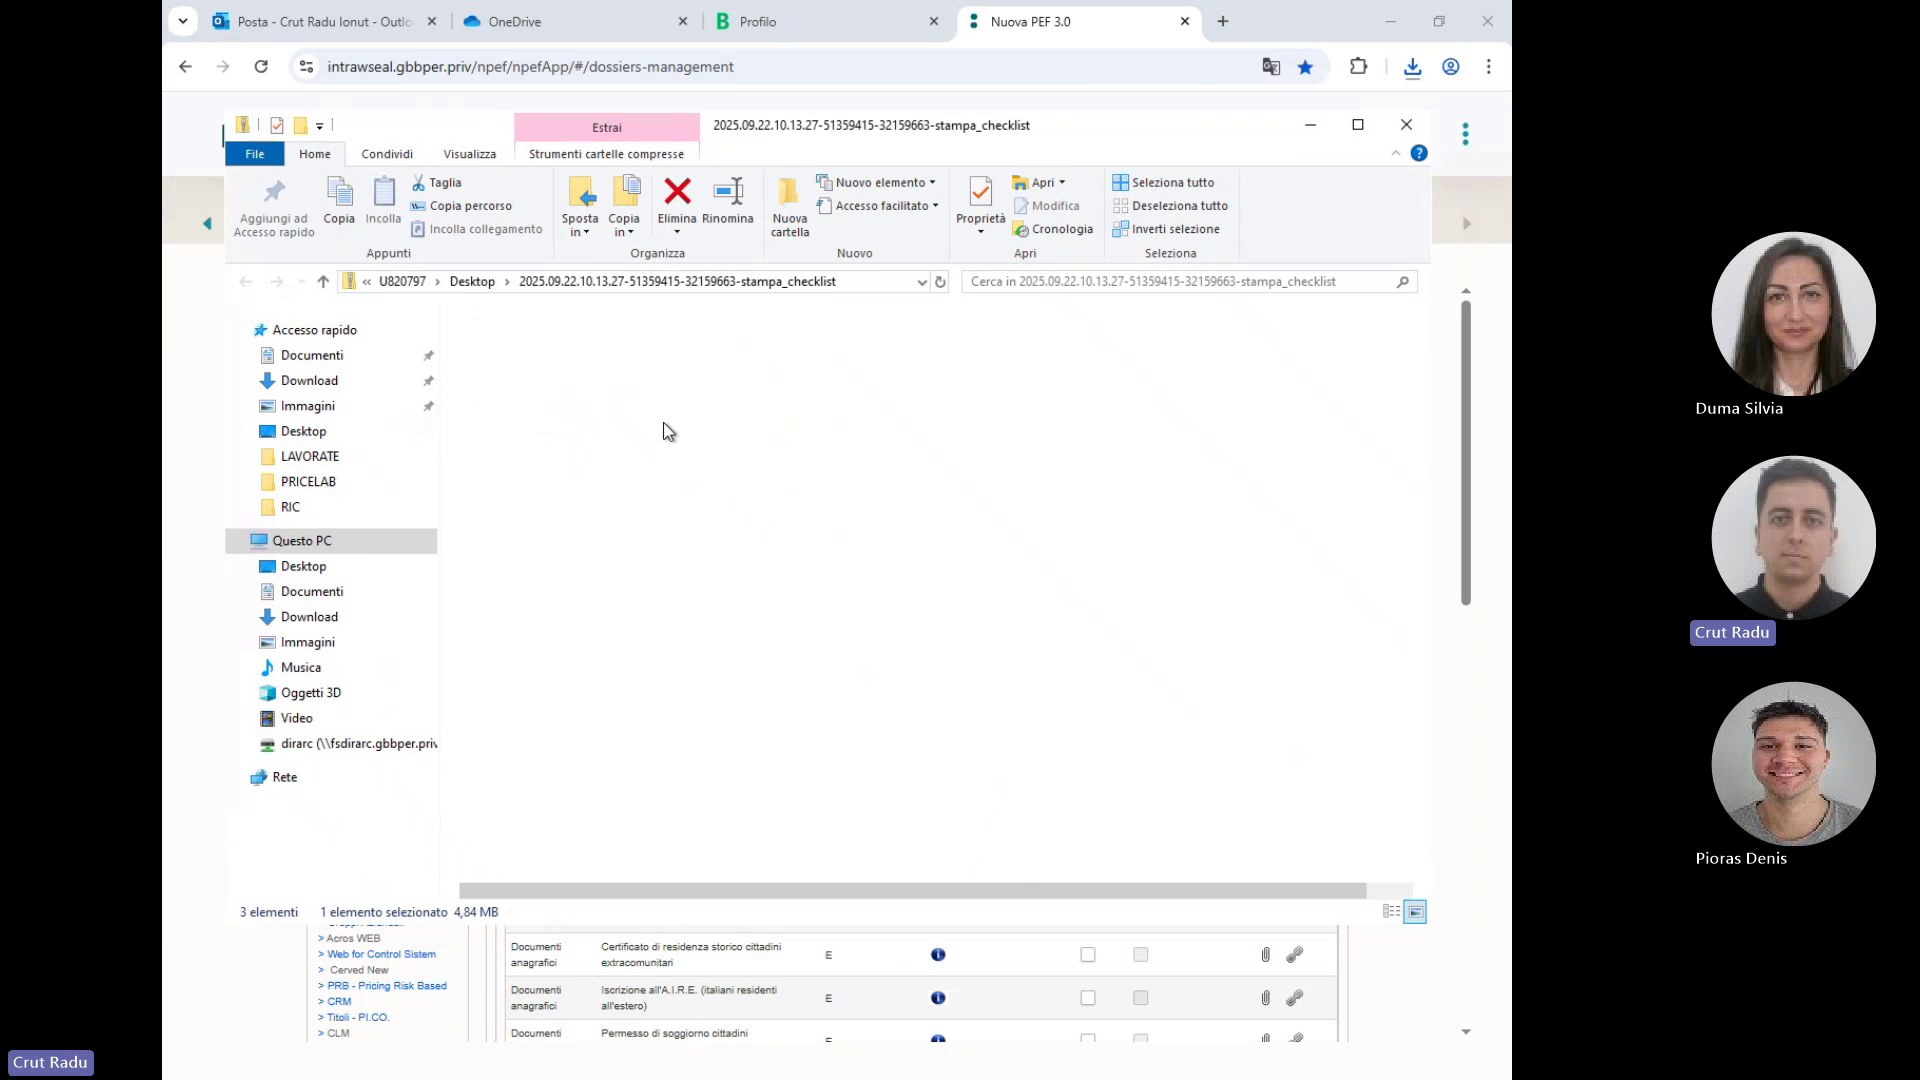 Posta - Crut Radu Ionut - Outlo
OneDrive
Profilo
Nuova PEF 3.0
intrawseal.gbbper.priv/npef/npefApp/#/dossiers-management
Estrai
2025.09.22.10.13.27-51359415-32159663-stampa_checklist
File
Home
Condividi
Visualizza
Strumenti cartelle compresse
Aggiungi ad
Accesso rapido
Copia
Incolla
Taglia
Copia percorso
Incolla collegamento
Appunti
Sposta
in
Copia
in
Elimina
Rinomina
Organizza
Nuova
cartella
Nuovo elemento
Accesso facilitato
Nuovo
Proprietà
Apri
Modifica
Cronologia
Apri
Seleziona tutto
Deseleziona tutto
Inverti selezione
Seleziona
« U820797 › Desktop › 2025.09.22.10.13.27-51359415-32159663-stampa_checklist
Cerca in 2025.09.22.10.13.27-51359415-32159663-stampa_checklist
Accesso rapido
Documenti
Download
Immagini
Desktop
LAVORATE
PRICELAB
RIC
Questo PC
Desktop
Documenti
Download
Immagini
Musica
Oggetti 3D
Video
dirarc (\\fsdirarc.gbbper.priv
Rete
3 elementi
1 elemento selezionato 4,84 MB
> Acros WEB
> Web for Control Sistem
> Cerved New
> PRB - Pricing Risk Based
> CRM
> Titoli - PI.CO.
> CLM
Documenti
anagrafici
Certificato di residenza storico cittadini
extracomunitari
E
Documenti
anagrafici
Iscrizione all'A.I.R.E. (italiani residenti
all'estero)
E
Documenti
Permesso di soggiorno cittadini
Duma Silvia
Crut Radu
Pioras Denis
Crut Radu